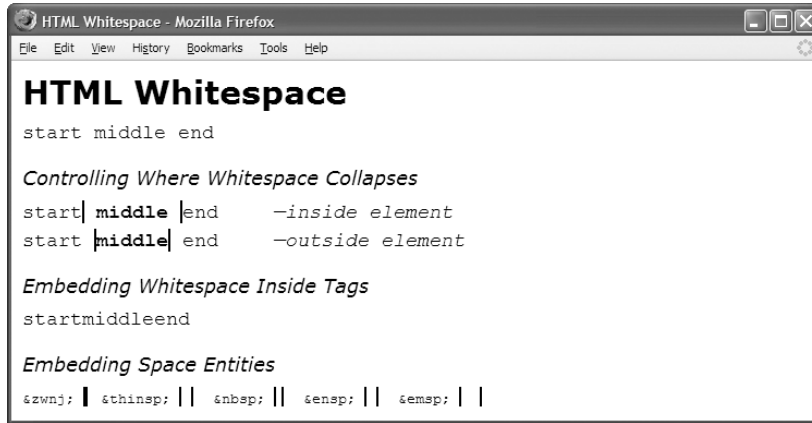 HTML Whitespace - Mozilla Firefox
File Edit View History Bookmarks Tools Help
HTML Whitespace
start middle end
Controlling Where Whitespace Collapses
start middle end —inside element
start middle end —outside element
Embedding Whitespace Inside Tags
startmiddleend
Embedding Space Entities
&zwnj; &thinsp; &nbsp; &ensp; &emsp;